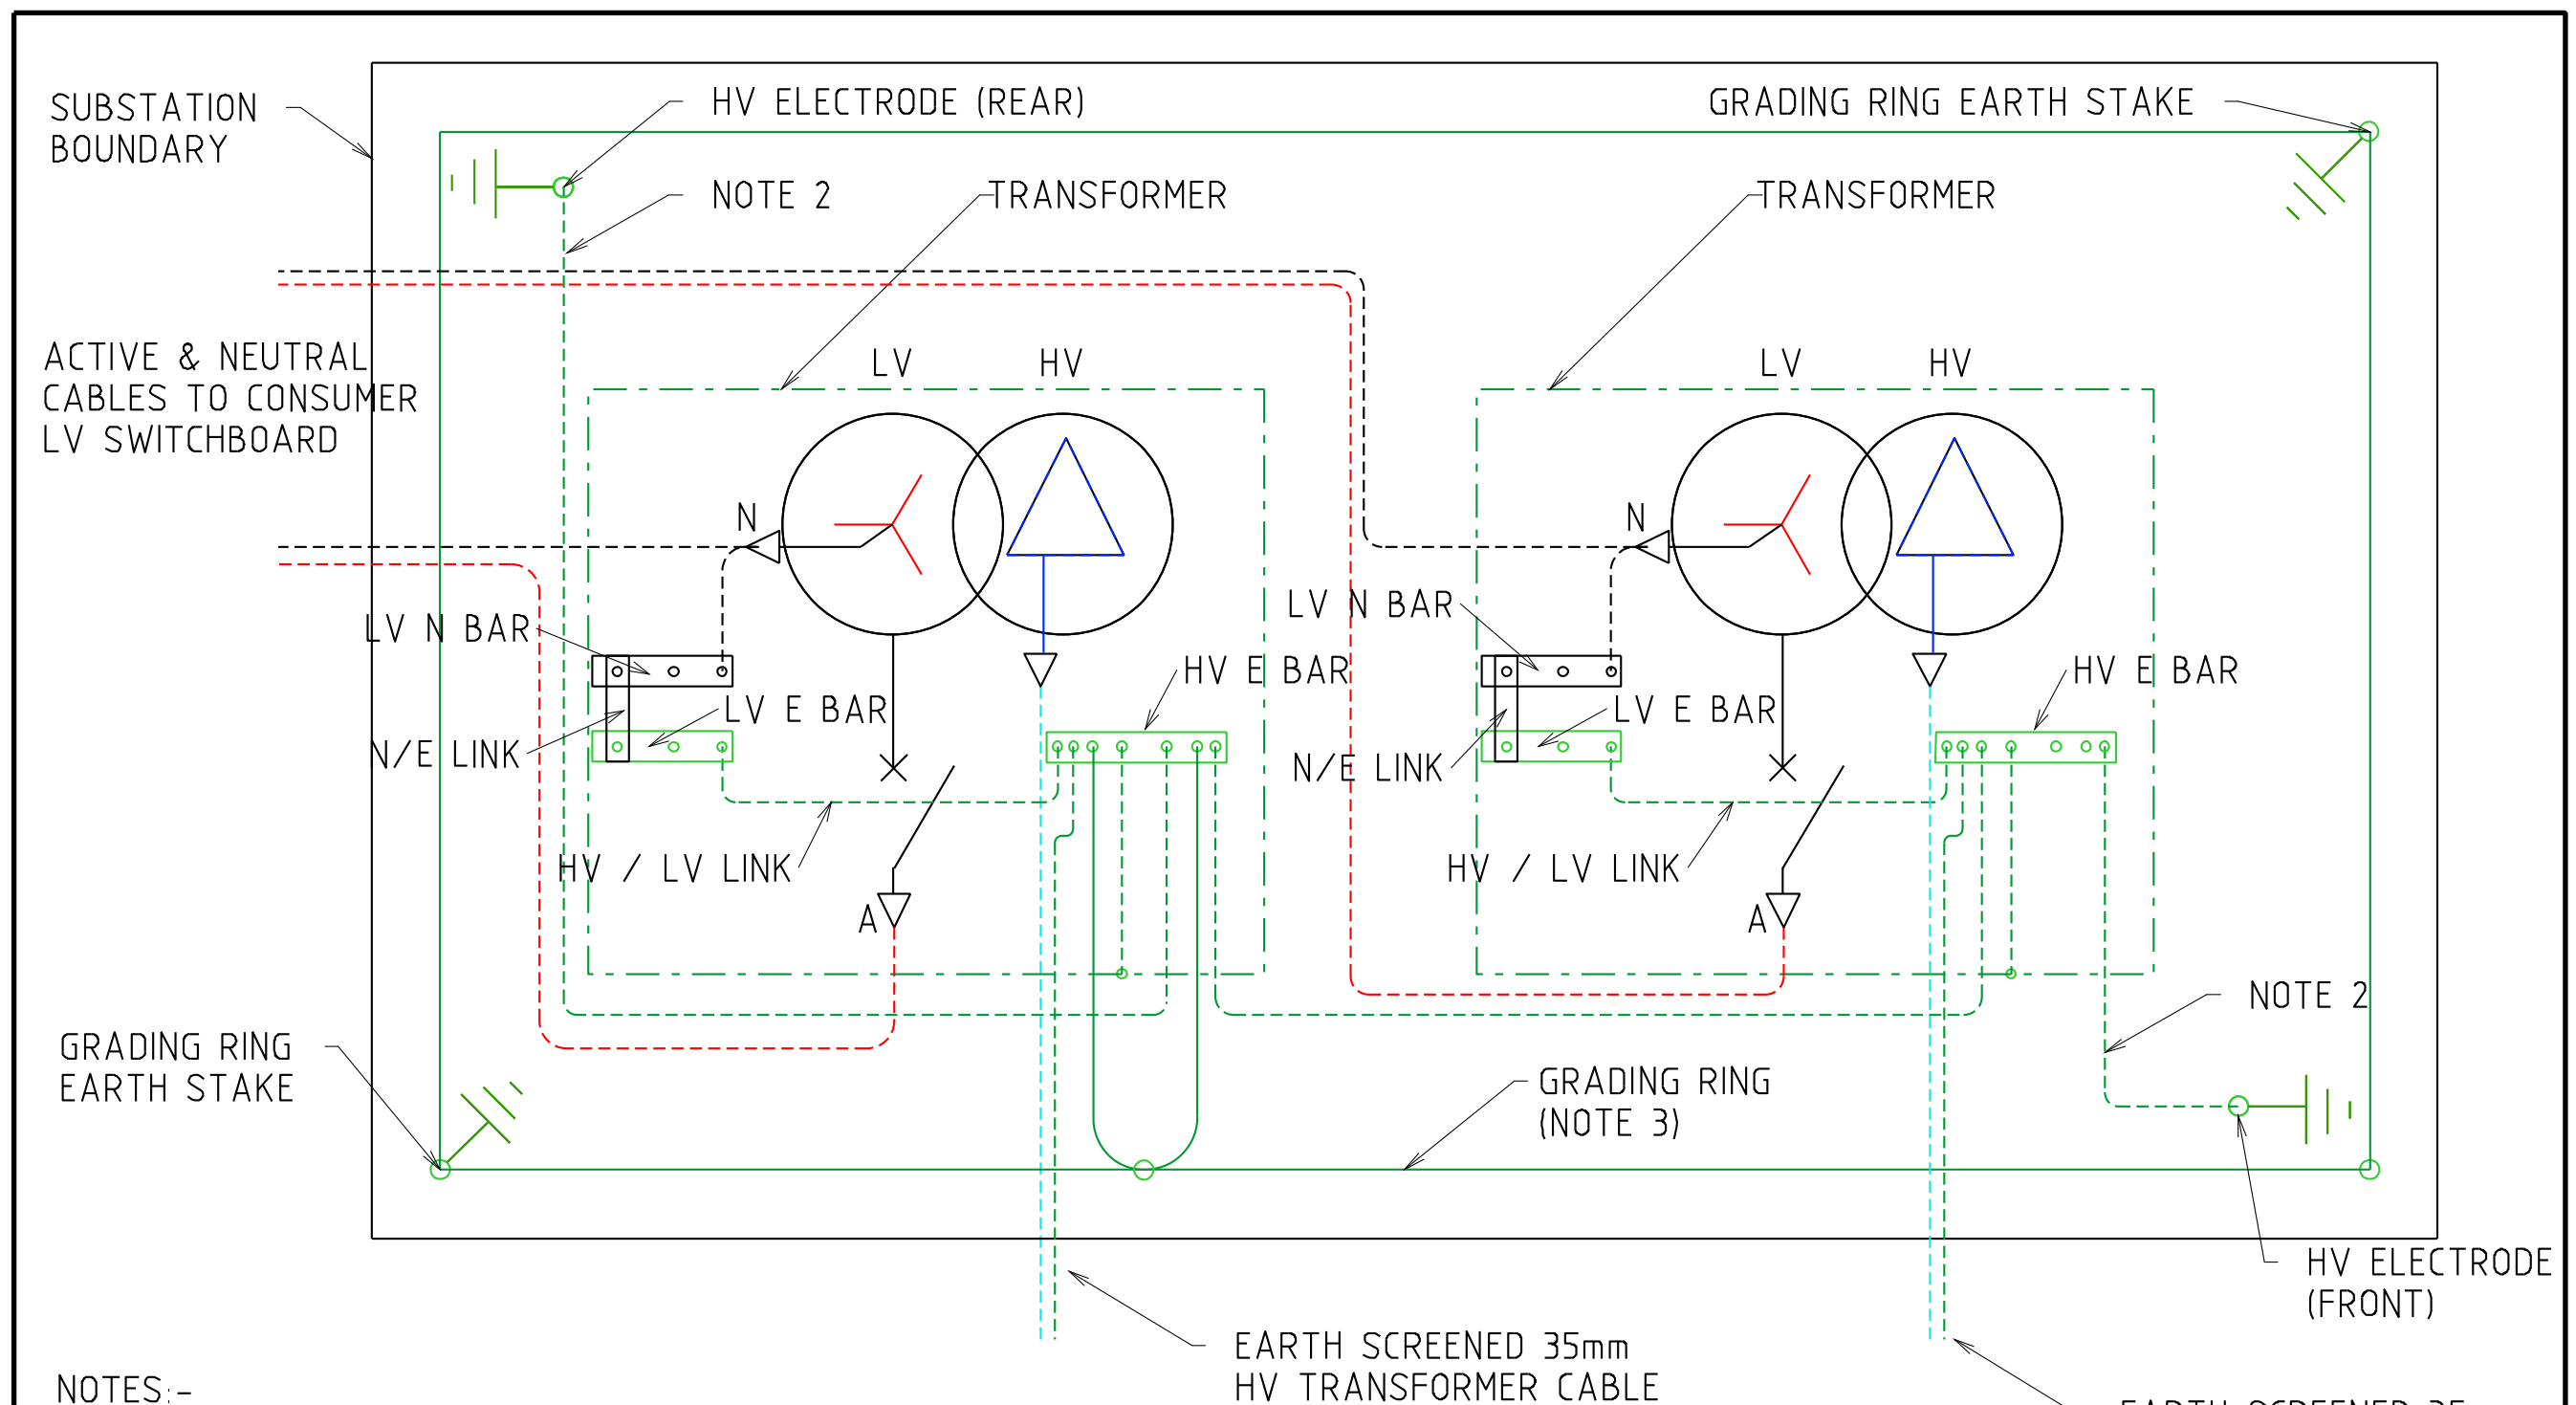 SUBSTATION
BOUNDARY
HV ELECTRODE (REAR)
GRADING RING EARTH STAKE
NOTE 2
TRANSFORMER
TRANSFORMER
ACTIVE & NEUTRAL
CABLES TO CONSUMER
LV SWITCHBOARD
LV
HV
LV
HV
N
N
LV N BAR
LV N BAR
HV E BAR
HV E BAR
LV E BAR
LV E BAR
N/E LINK
N/E LINK
HV / LV LINK
HV / LV LINK
A
A
NOTE 2
GRADING RING
EARTH STAKE
GRADING RING
(NOTE 3)
HV ELECTRODE
(FRONT)
EARTH SCREENED 35mm
HV TRANSFORMER CABLE
NOTES:-
EARTH SCREENED 35